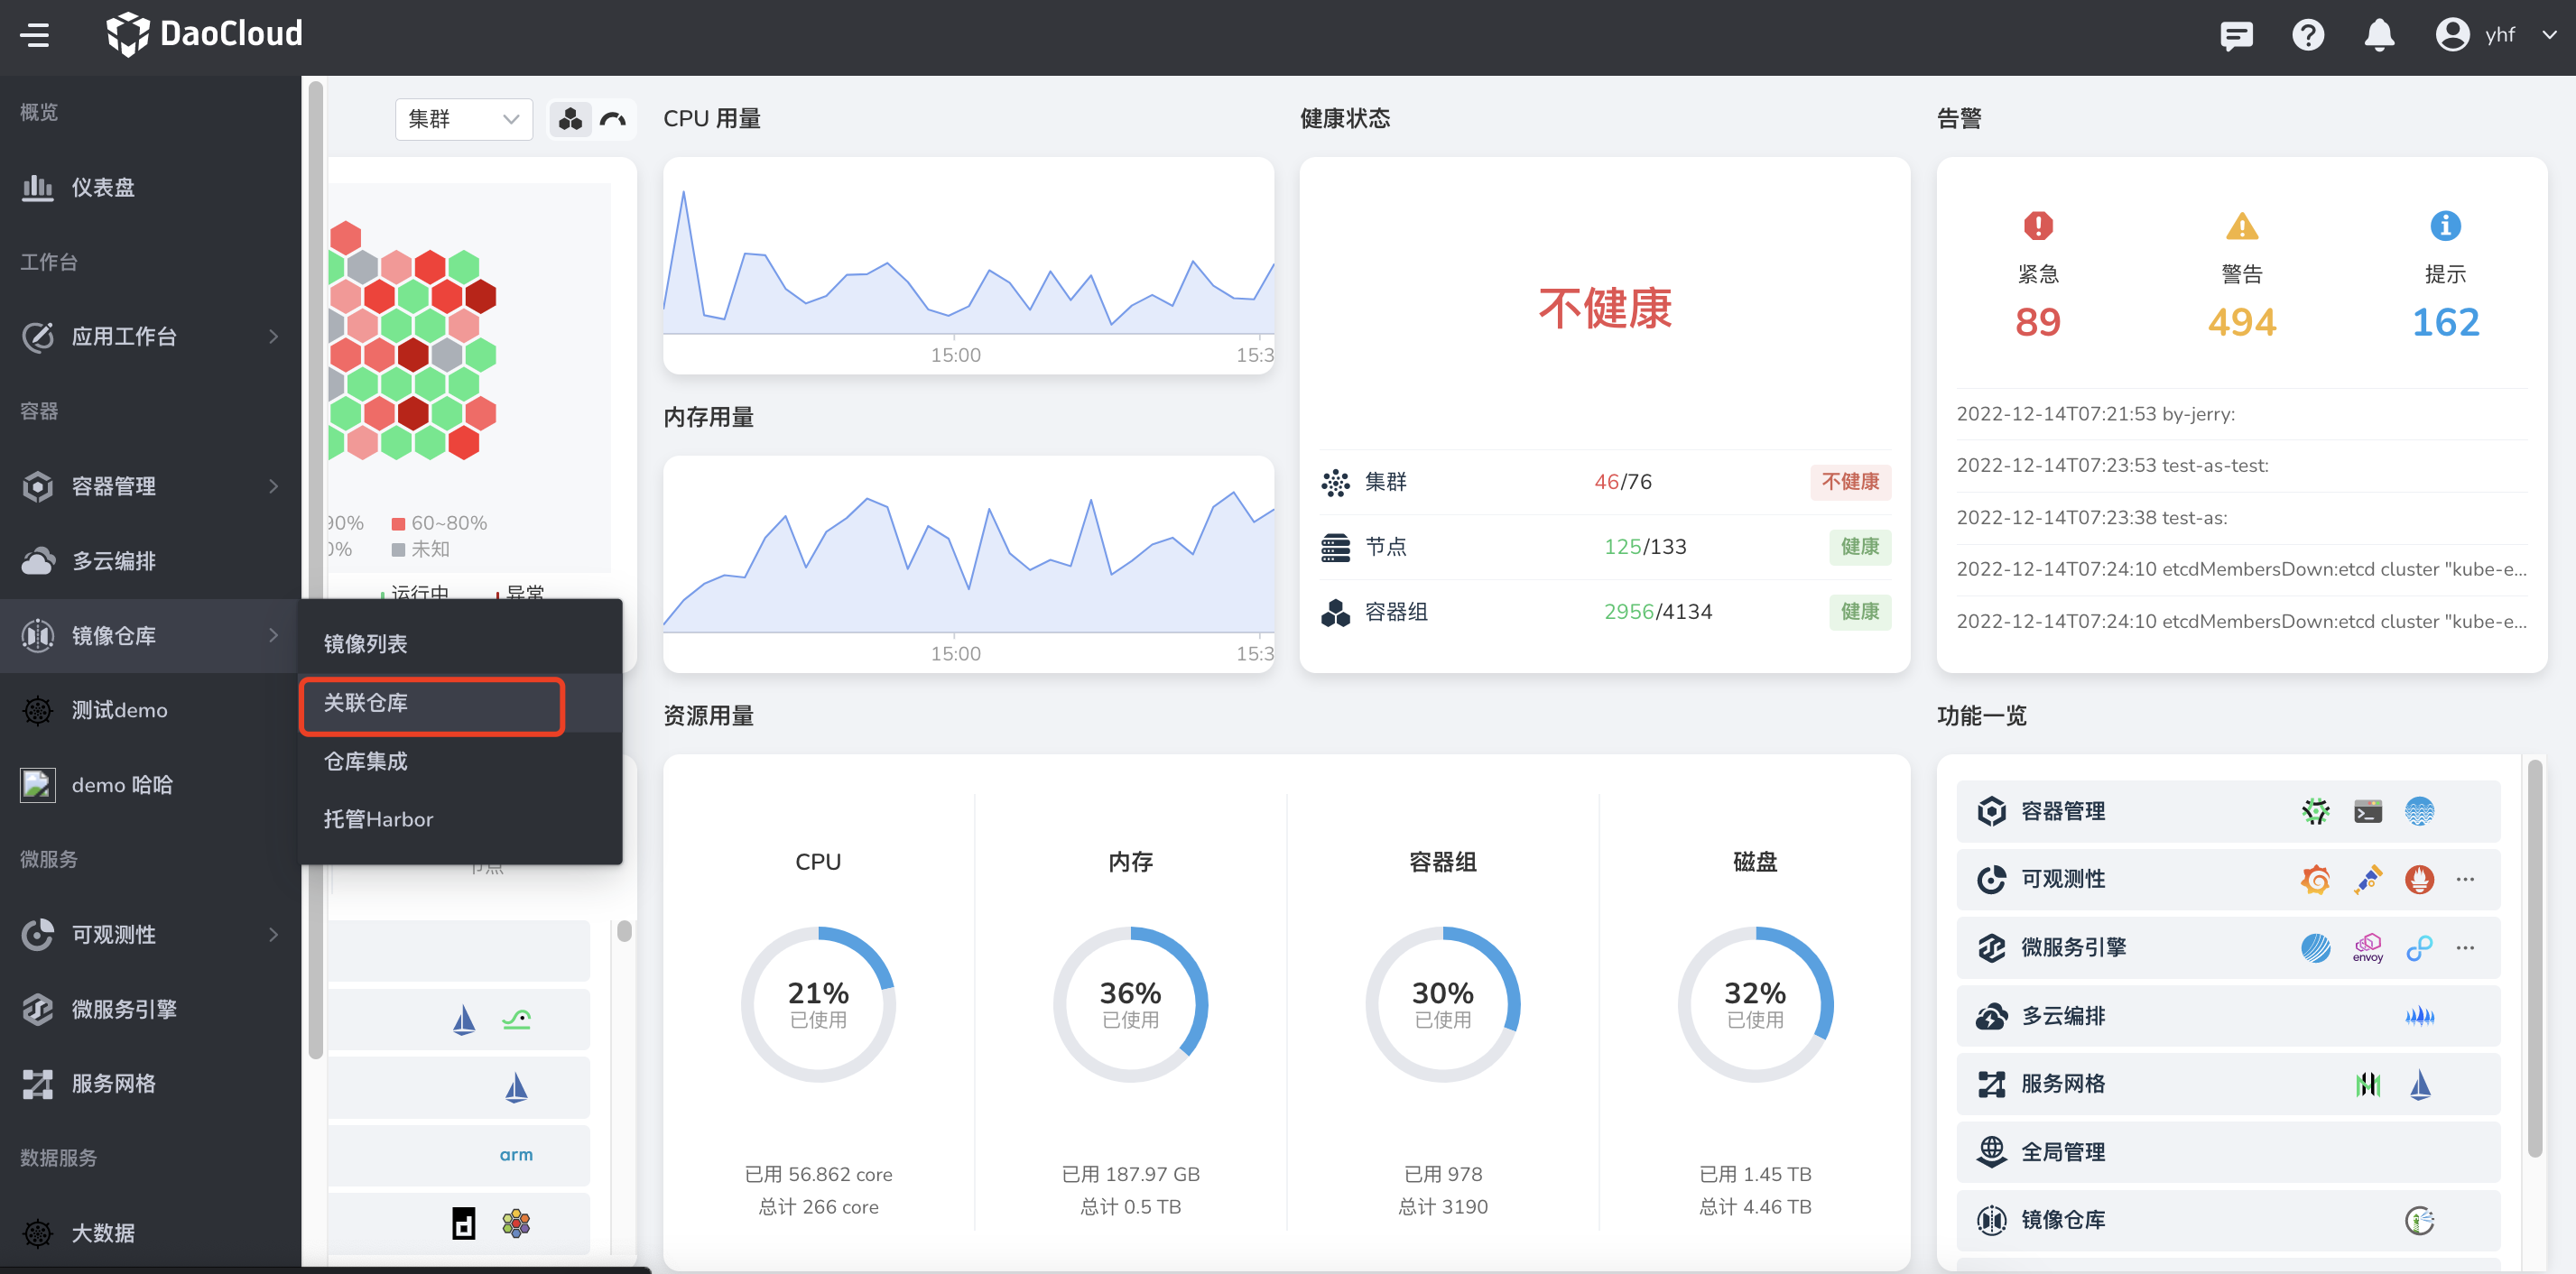 DaoCloud
yhf
概览
仪表盘
工作台
应用工作台
容器
容器管理
多云编排
镜像仓库
测试demo
demo 哈哈
微服务
可观测性
微服务引擎
服务网格
数据服务
大数据
镜像列表
关联仓库
仓库集成
托管Harbor
集群
60~80%
未知
运行中
异常
节点
arm
CPU 用量
15:00
15:3
内存用量
15:00
15:3
健康状态
不健康
集群 46/76 不健康
节点 125/133 健康
容器组 2956/4134 健康
告警
紧急 警告 提示
89 494 162
2022-12-14T07:21:53 by-jerry:
2022-12-14T07:23:53 test-as-test:
2022-12-14T07:23:38 test-as:
2022-12-14T07:24:10 etcdMembersDown:etcd cluster "kube-e...
2022-12-14T07:24:10 etcdMembersDown:etcd cluster "kube-e...
资源用量
CPU
21%
已使用
已用 56.862 core
总计 266 core
内存
36%
已使用
已用 187.97 GB
总计 0.5 TB
容器组
30%
已使用
已用 978
总计 3190
磁盘
32%
已使用
已用 1.45 TB
总计 4.46 TB
功能一览
容器管理
可观测性
微服务引擎
envoy
多云编排
服务网格
全局管理
镜像仓库